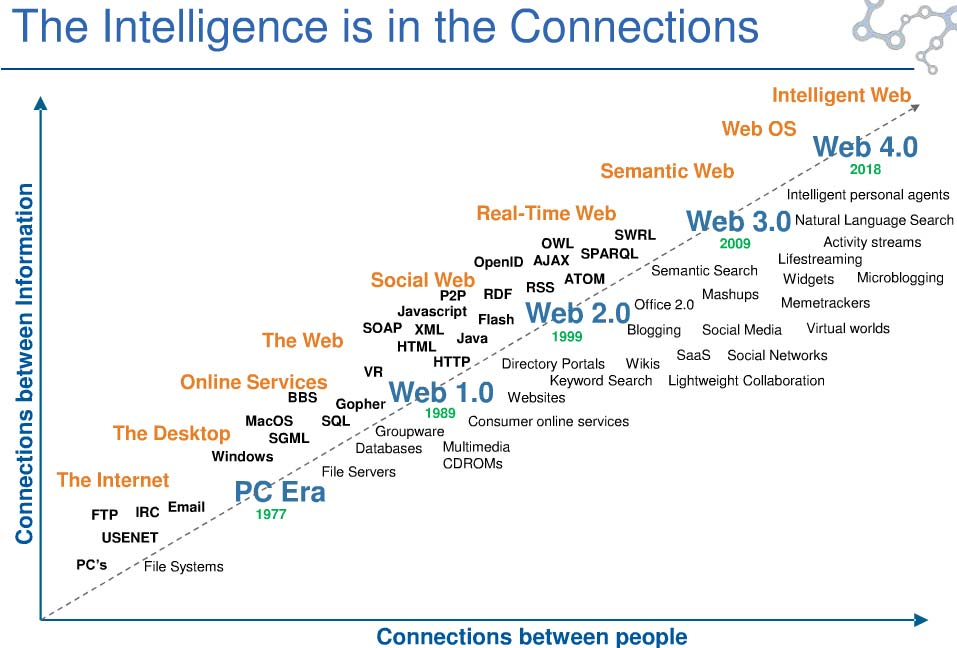 The Intelligence is in the Connections
Intelligent Web
Web OS
Web 4.0
2018
Semantic Web
Intelligent personal agents
Real-Time Web
Web 3.0
Natural Language Search
2009
SWRL
OWL
SPARQL
Activity streams
OpenID
AJAX
Lifestreaming
Semantic Search
Social Web
ATOM
Widgets
Microblogging
P2P
RDF
RSS
Mashups
Office 2.0
Memetrackers
Javascript
Flash
Web 2.0
1999
SOAP
XML
Java
Blogging
Social Media
Virtual worlds
The Web
HTML
SaaS
Social Networks
HTTP
Directory Portals
Wikis
VR
Keyword Search
Lightweight Collaboration
Online Services
Web 1.0
1989
BBS
Gopher
Websites
MacOS
SQL
Consumer online services
The Desktop
SGML
Groupware
Databases
Multimedia
CDROMs
Windows
File Servers
The Internet
PC Era
1977
FTP
IRC
Email
USENET
PC's
File Systems
Connections between Information
Connections between people